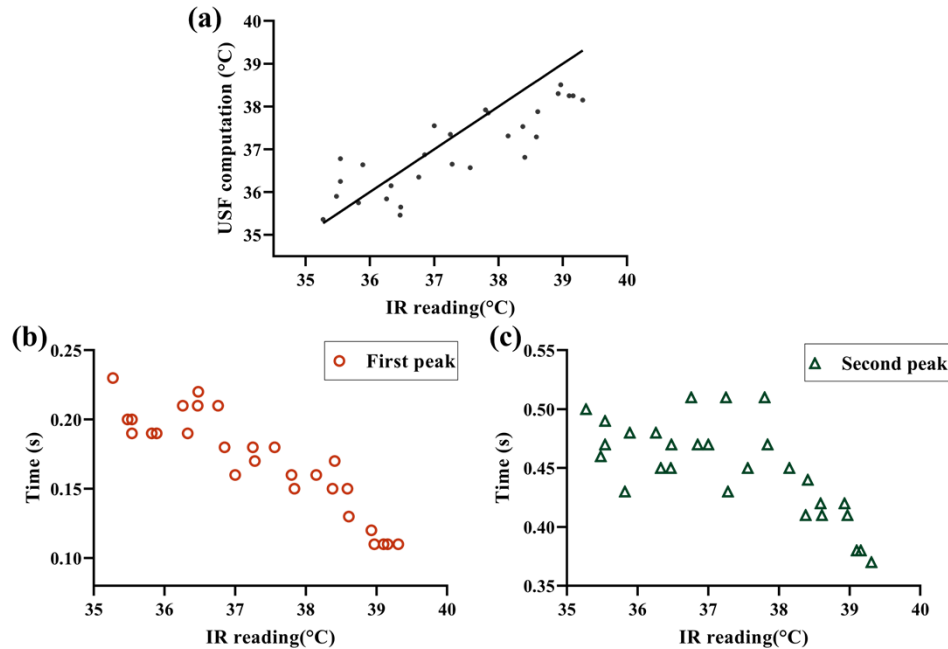 (a)
USF computation (°C)
40
39
38
37
36
35
35 36 37 38 39 40
IR reading(°C)
(b)
Time (s)
0.25
0.20
0.15
0.10
First peak
35 36 37 38 39 40
IR reading(°C)
(c)
Time (s)
0.55
0.50
0.45
0.40
0.35
Second peak
35 36 37 38 39 40
IR reading(°C)